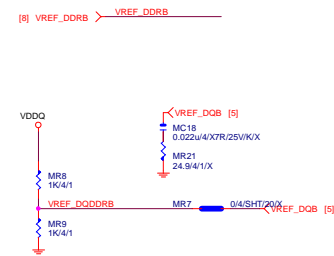 [8] VREF_DDRB VREF_DDRB
VREF_DQB [5]
VDDQ
MC18
0.022u/4/X7R/25V/K/X
MR21
24.9/4/1/X
MR8
1K/4/1
VREF_DQDDRB MR7 0/4/SHT/20/X VREF_DQB [5]
MR9
1K/4/1